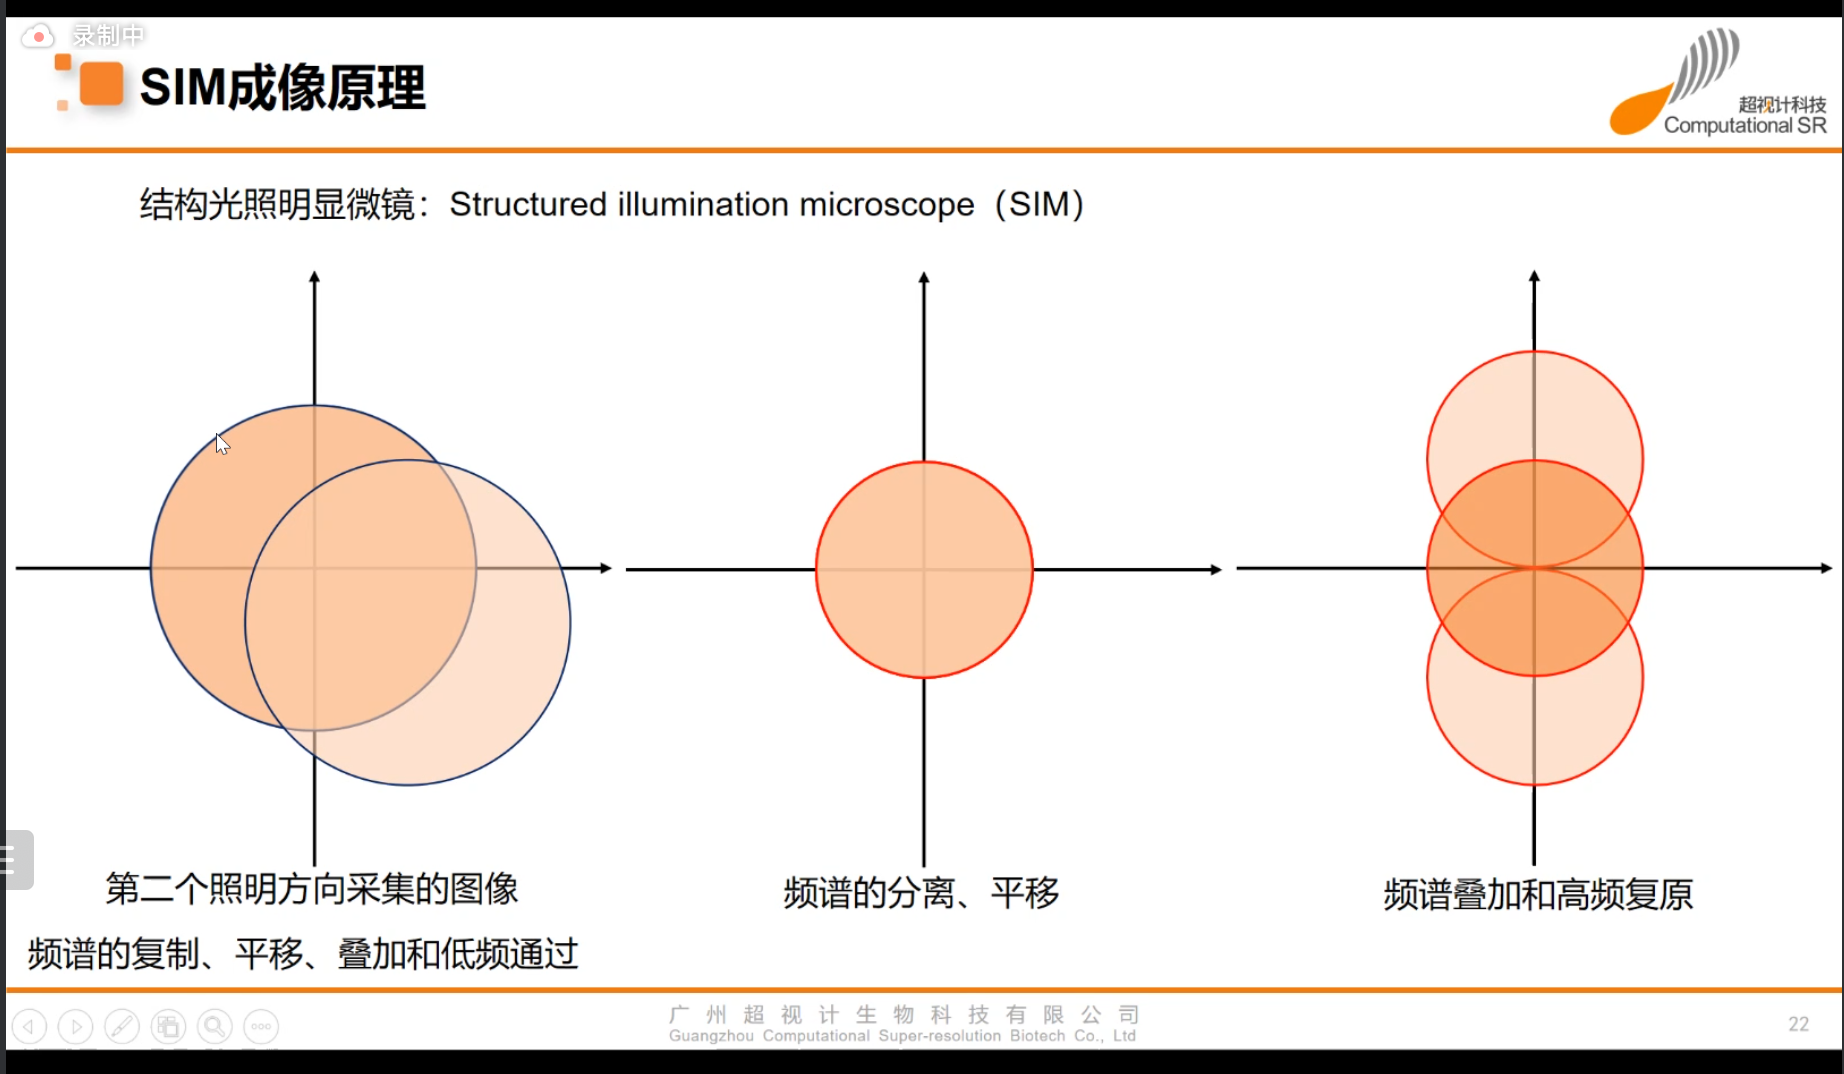 录制中
SIM成像原理
超视计科技
Computational SR
结构光照明显微镜：Structured illumination microscope（SIM）
第二个照明方向采集的图像
频谱的复制、平移、叠加和低频通过
频谱的分离、平移
频谱叠加和高频复原
广州超视计生物科技有限公司
Guangzhou Computational Super-resolution Biotech Co., Ltd
22